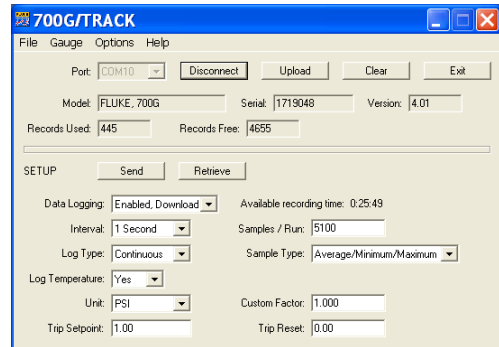 700G/TRACK
File Gauge Options Help
Port: COM10 Disconnect Upload Clear Exit
Model: FLUKE, 700G Serial: 1719048 Version: 4.01
Records Used: 445 Records Free: 4655
SETUP Send Retrieve
Data Logging: Enabled, Download Available recording time: 0:25:49
Interval: 1 Second Samples / Run: 5100
Log Type: Continuous Sample Type: Average/Minimum/Maximum
Log Temperature: Yes
Unit: PSI Custom Factor: 1.000
Trip Setpoint: 1.00 Trip Reset: 0.00